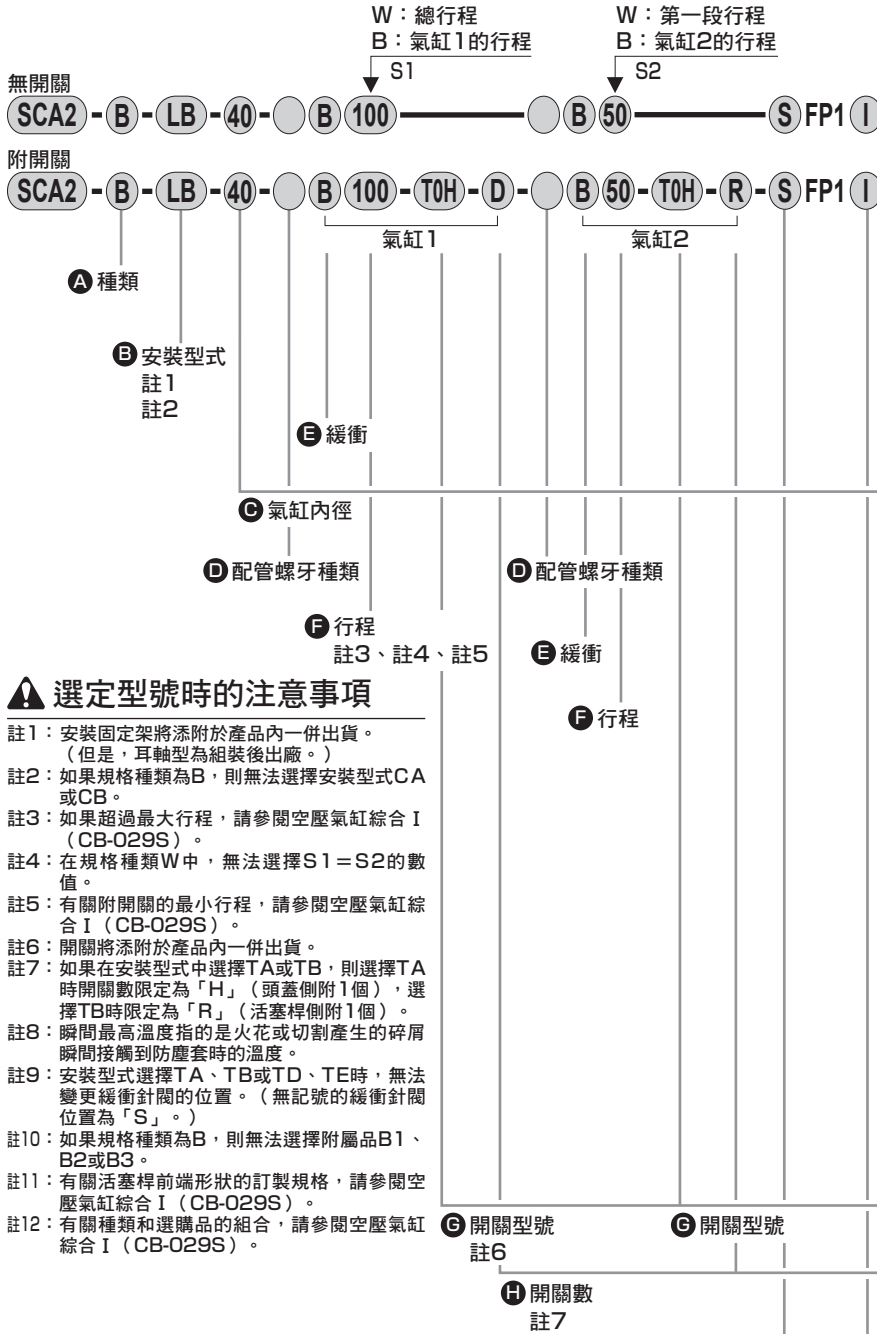 W：總行程
B：氣缸1的行程
S1
W：第一段行程
B：氣缸2的行程
S2
無開關
SCA2 - B - LB - 40 - B 100 B 50 S FP1 I
附開關
SCA2 - B - LB - 40 - B 100 - T0H - D - B 50 - T0H - R - S FP1 I
氣缸1
氣缸2
A 種類
B 安裝型式
註1
註2
E 緩衝
C 氣缸內徑
D 配管螺牙種類
D 配管螺牙種類
F 行程
註3、註4、註5
E 緩衝
F 行程
選定型號時的注意事項
註1：安裝固定架將添附於產品內一併出貨。
（但是，耳軸型為組裝後出廠。）
註2：如果規格種類為B，則無法選擇安裝型式CA
或CB。
註3：如果超過最大行程，請參閱空壓氣缸綜合Ⅰ
（CB-029S）。
註4：在規格種類W中，無法選擇S1＝S2的數
值。
註5：有關附開關的最小行程，請參閱空壓氣缸綜
合Ⅰ（CB-029S）。
註6：開關將添附於產品內一併出貨。
註7：如果在安裝型式中選擇TA或TB，則選擇TA
時開關數限定為「H」（頭蓋側附1個），選
擇TB時限定為「R」（活塞桿側附1個）。
註8：瞬間最高溫度指的是火花或切割產生的碎屑
瞬間接觸到防塵套時的溫度。
註9：安裝型式選擇TA、TB或TD、TE時，無法
變更緩衝針閥的位置。（無記號的緩衝針閥
位置為「S」。）
註10：如果規格種類為B，則無法選擇附屬品B1、
B2或B3。
註11：有關活塞桿前端形狀的訂製規格，請參閱空
壓氣缸綜合Ⅰ（CB-029S）。
註12：有關種類和選購品的組合，請參閱空壓氣缸
綜合Ⅰ（CB-029S）。
G 開關型號
註6
G 開關型號
H 開關數
註7